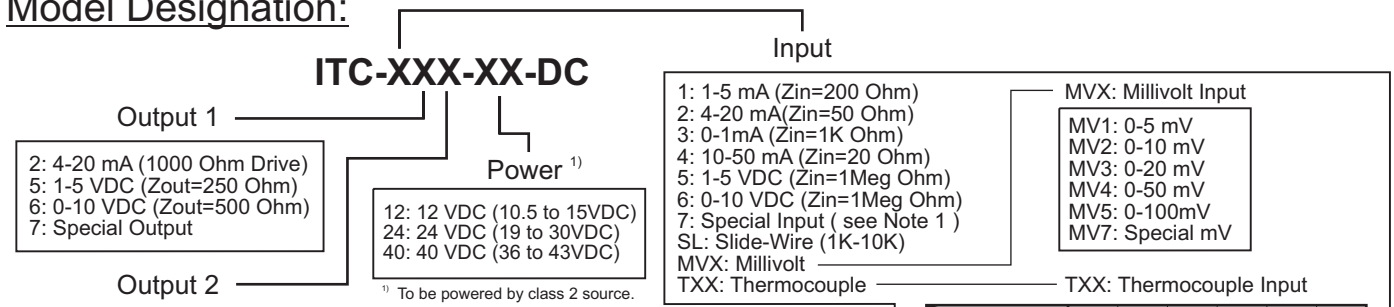 Model Designation:
Input
ITC-XXX-XX-DC
Output 1
2: 4-20 mA (1000 Ohm Drive)
5: 1-5 VDC (Zout=250 Ohm)
6: 0-10 VDC (Zout=500 Ohm)
7: Special Output
Output 2
Power 1)
12: 12 VDC (10.5 to 15VDC)
24: 24 VDC (19 to 30VDC)
40: 40 VDC (36 to 43VDC)
1) To be powered by class 2 source.
1: 1-5 mA (Zin=200 Ohm)
2: 4-20 mA(Zin=50 Ohm)
3: 0-1mA (Zin=1K Ohm)
4: 10-50 mA (Zin=20 Ohm)
5: 1-5 VDC (Zin=1Meg Ohm)
6: 0-10 VDC (Zin=1Meg Ohm)
7: Special Input ( see Note 1 )
SL: Slide-Wire (1K-10K)
MVX: Millivolt
TXX: Thermocouple
MVX: Millivolt Input
MV1: 0-5 mV
MV2: 0-10 mV
MV3: 0-20 mV
MV4: 0-50 mV
MV5: 0-100mV
MV7: Special mV
TXX: Thermocouple Input